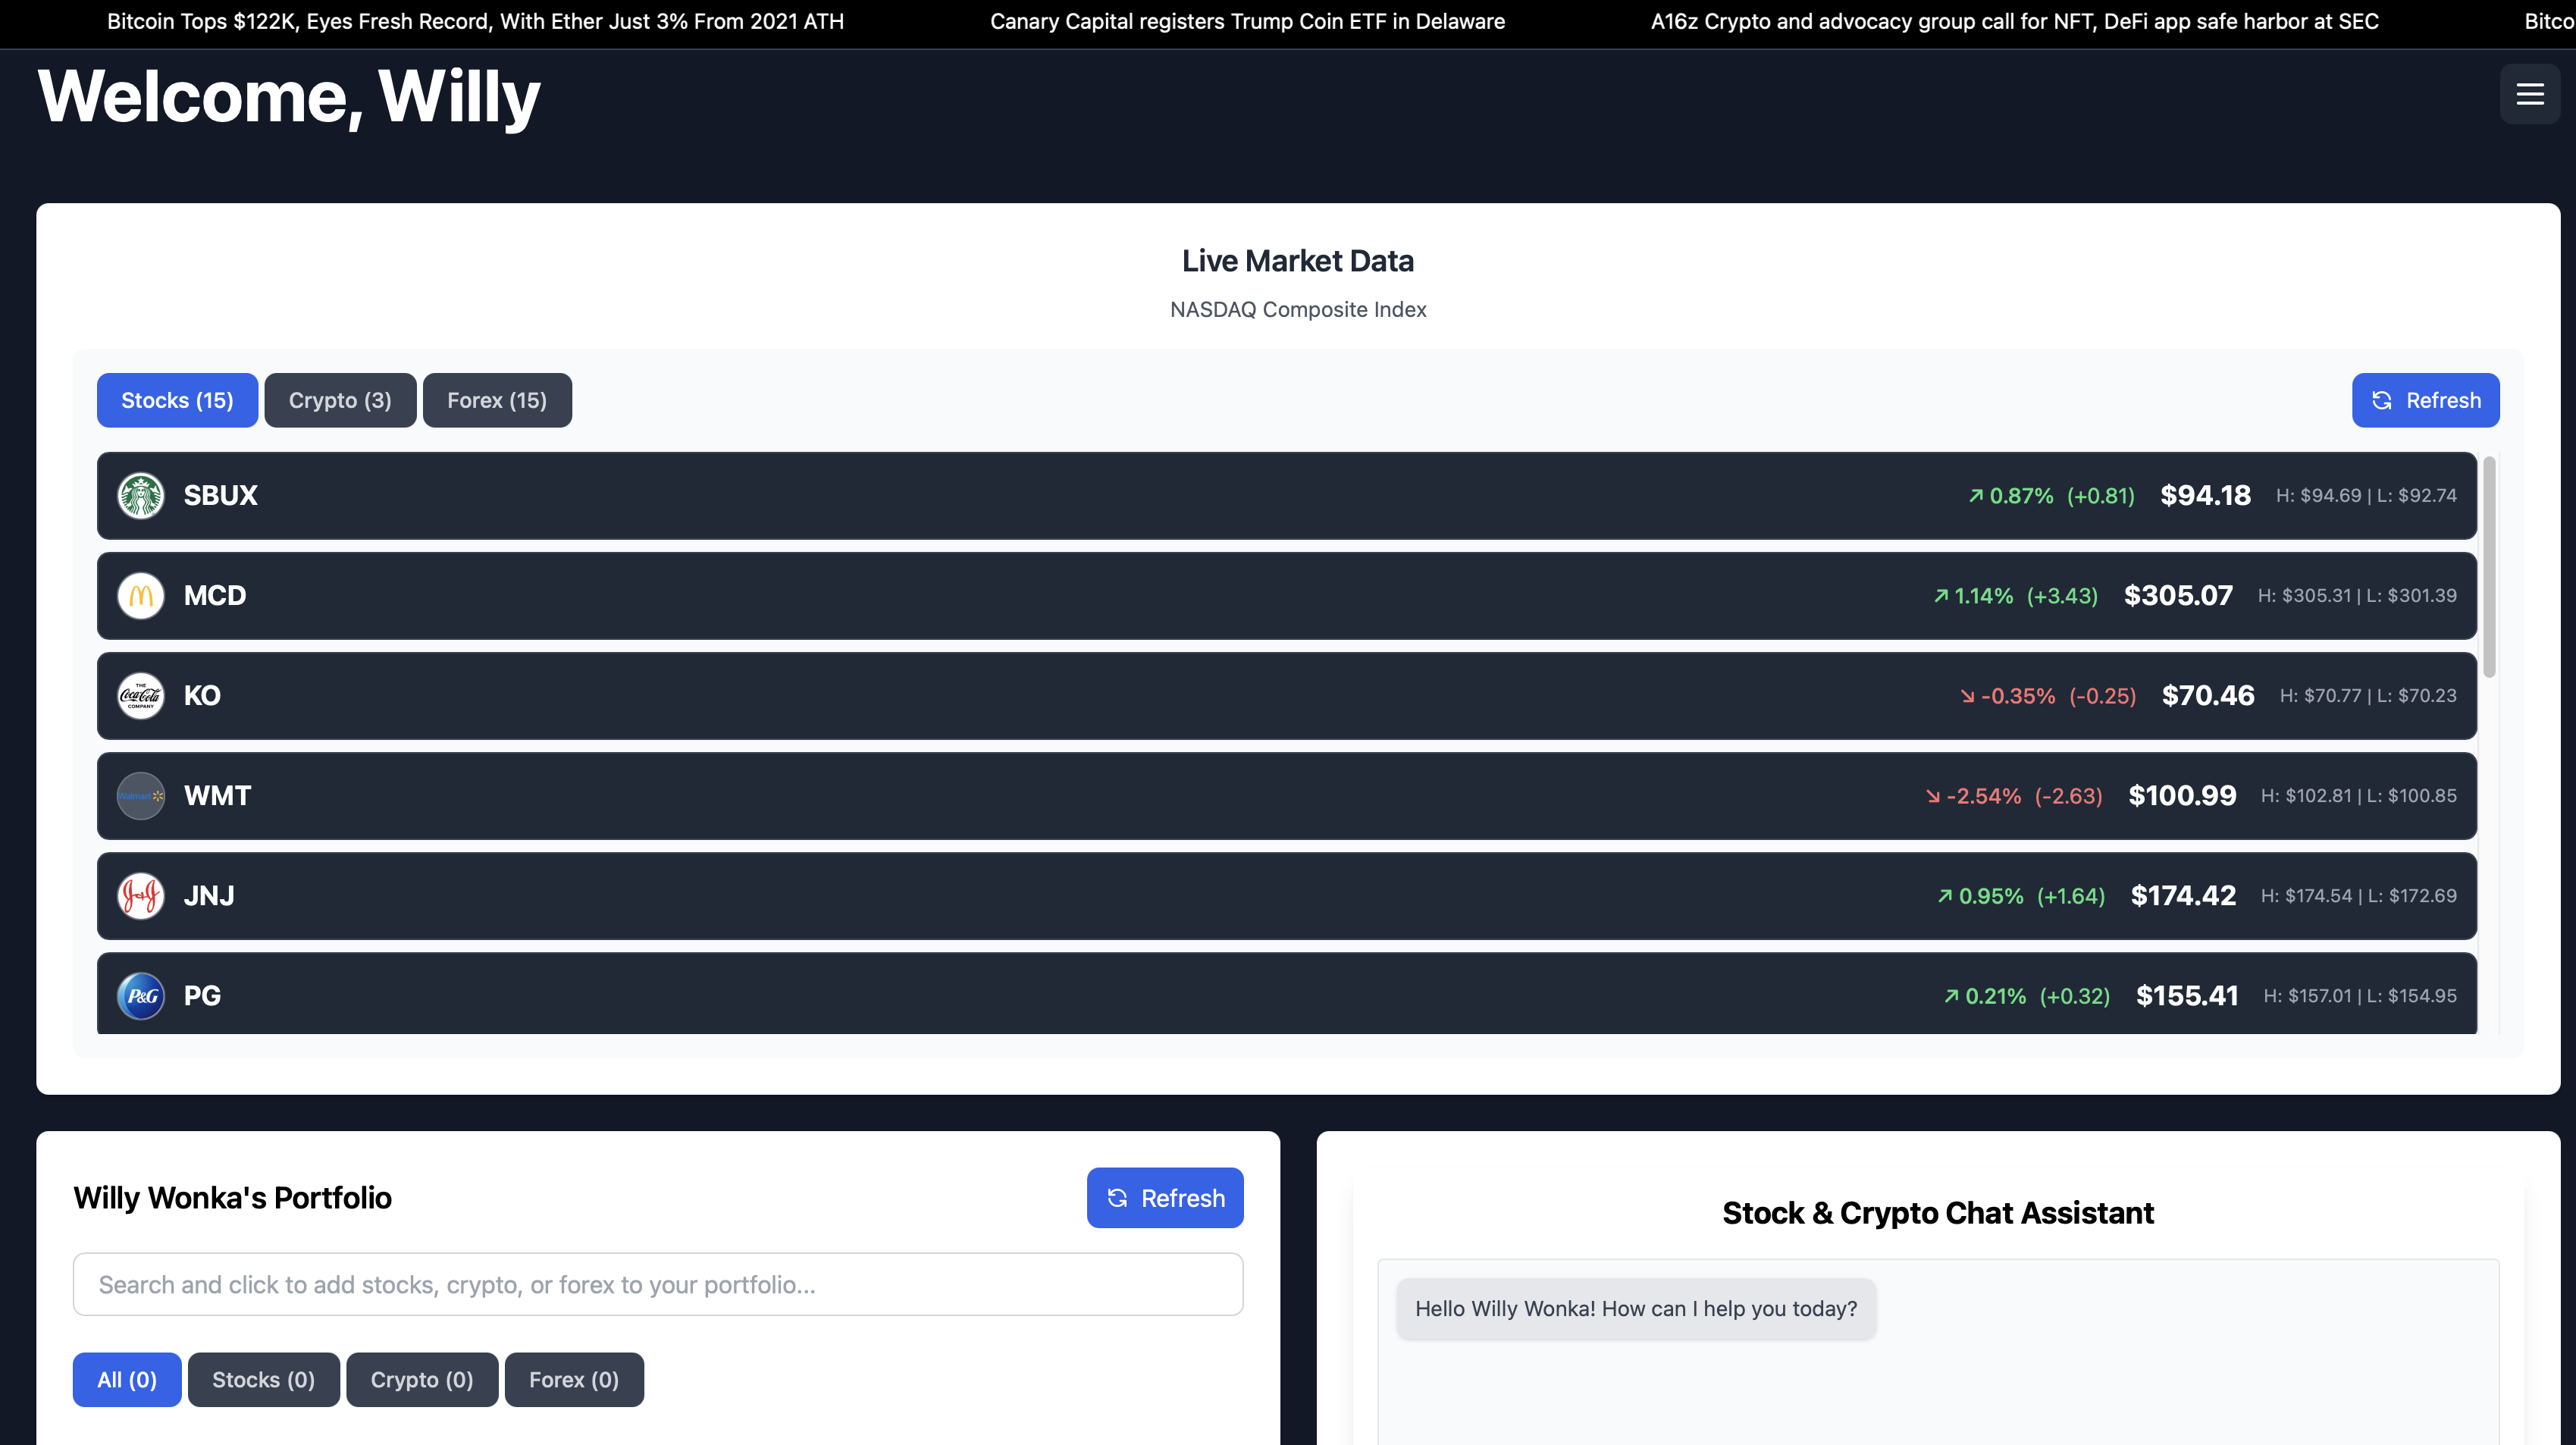 Bitcoin Tops $122K, Eyes Fresh Record, With Ether Just 3% From 2021 ATH Canary Capital registers Trump Coin ETF in Delaware A16z Crypto and advocacy group call for NFT, DeFi app safe harbor at SEC Bitco
Welcome, Willy
Live Market Data
NASDAQ Composite Index
Stocks (15) Crypto (3) Forex (15) Refresh
SBUX ↗ 0.87% (+0.81) $94.18 H: $94.69 | L: $92.74
MCD ↗ 1.14% (+3.43) $305.07 H: $305.31 | L: $301.39
THE Coca-Cola COMPANY KO ↘ -0.35% (-0.25) $70.46 H: $70.77 | L: $70.23
Walmart WMT ↘ -2.54% (-2.63) $100.99 H: $102.81 | L: $100.85
J&J JNJ ↗ 0.95% (+1.64) $174.42 H: $174.54 | L: $172.69
P&G PG ↗ 0.21% (+0.32) $155.41 H: $157.01 | L: $154.95
Willy Wonka's Portfolio Refresh
Search and click to add stocks, crypto, or forex to your portfolio...
All (0) Stocks (0) Crypto (0) Forex (0)
Stock & Crypto Chat Assistant
Hello Willy Wonka! How can I help you today?